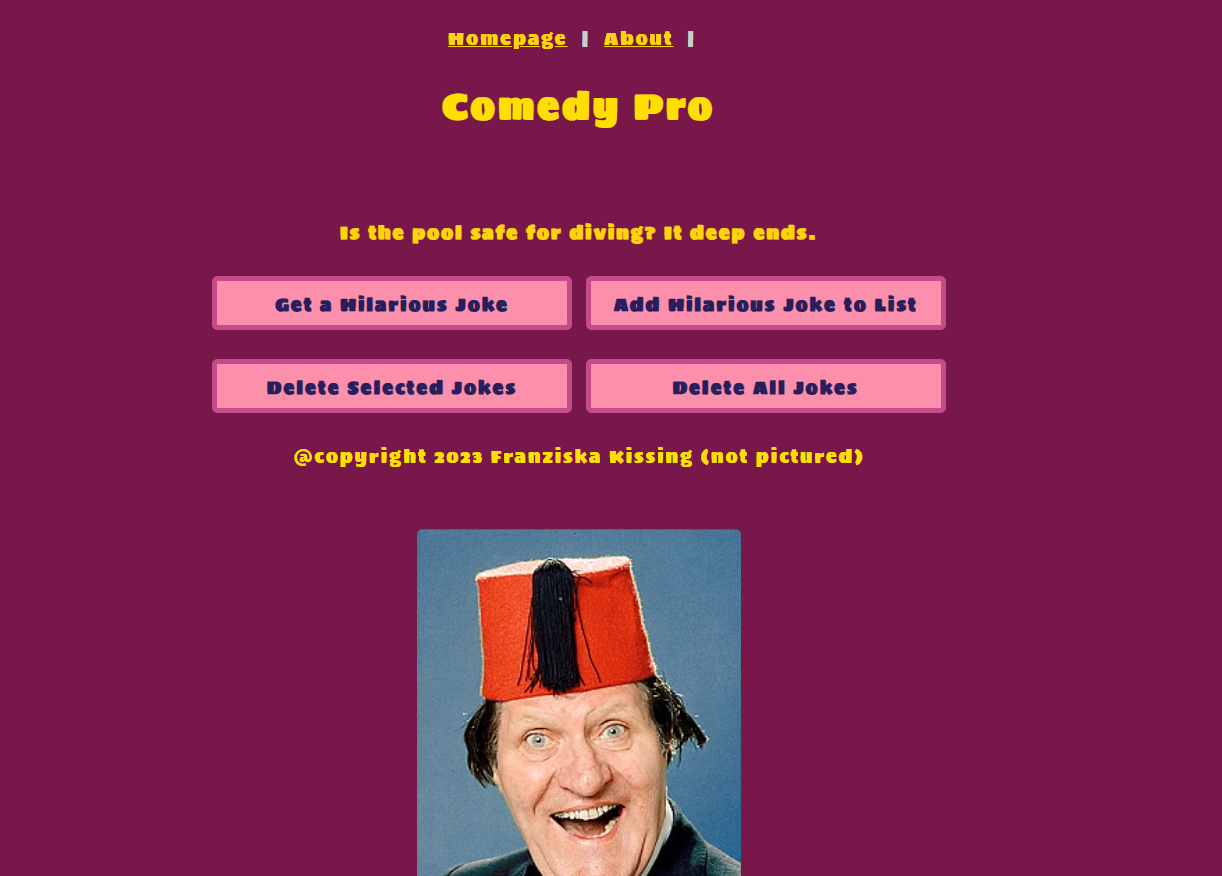 Homepage | About |
Comedy Pro
Is the pool safe for diving? It deep ends.
Get a Hilarious Joke
Add Hilarious Joke to List
Delete Selected Jokes
Delete All Jokes
@copyright 2023 Franziska Kissing (not pictured)